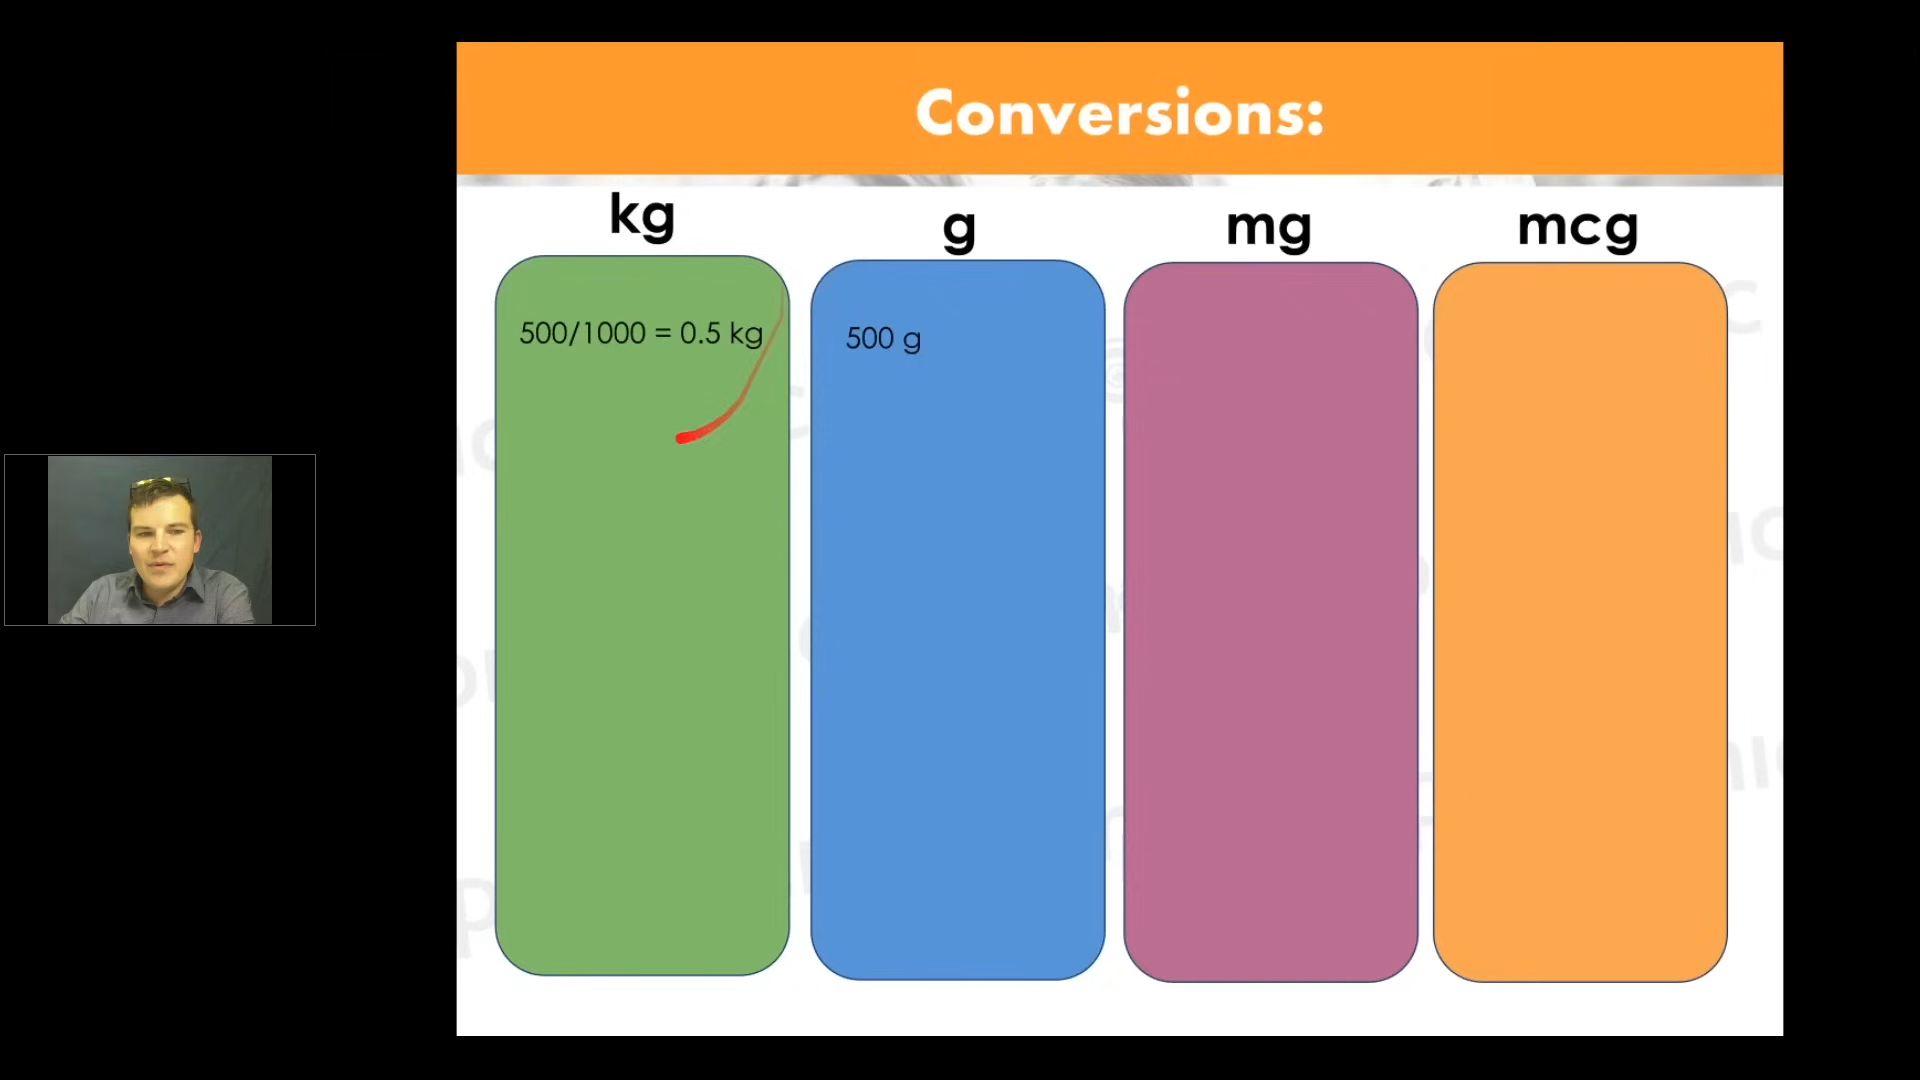 Conversions:
kg
g
mg
mcg
500/1000 = 0.5 kg
500 g